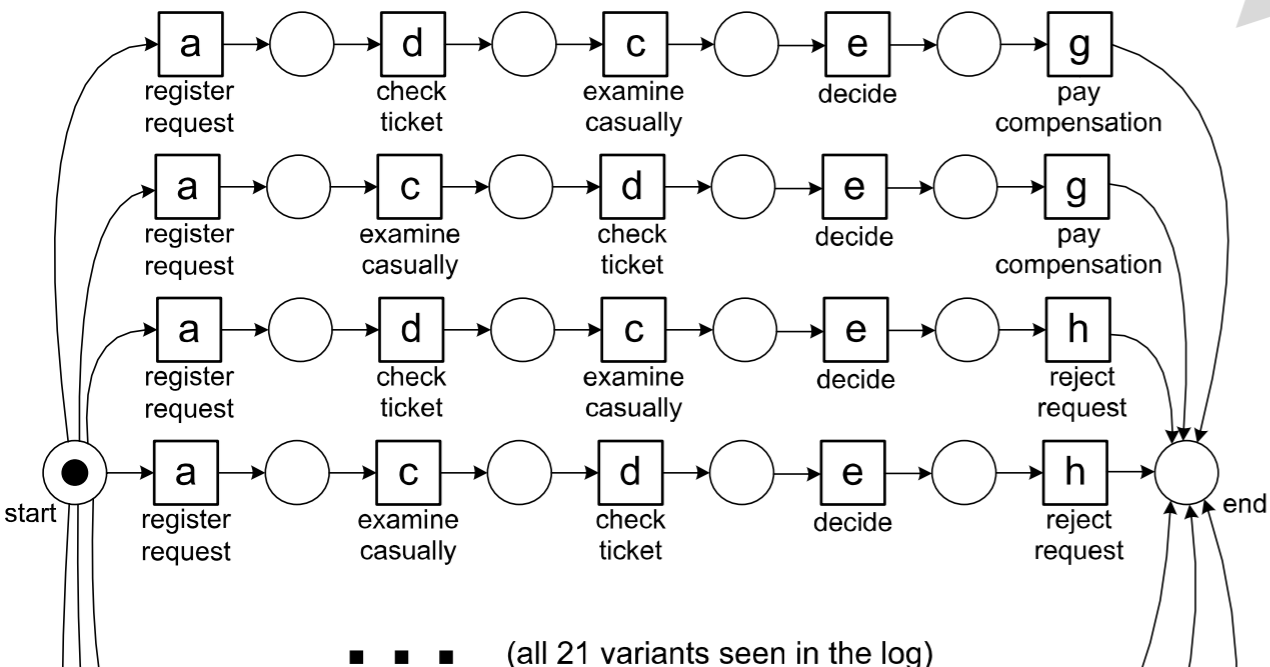 a d c e g
register check examine decide pay
request ticket casually compensation
a c d e g
register examine check decide pay
request casually ticket compensation
a d c e h
register check examine decide reject
request ticket casually request
a c d e h
start register examine check decide reject end
request casually ticket request
(all 21 variants seen in the log)